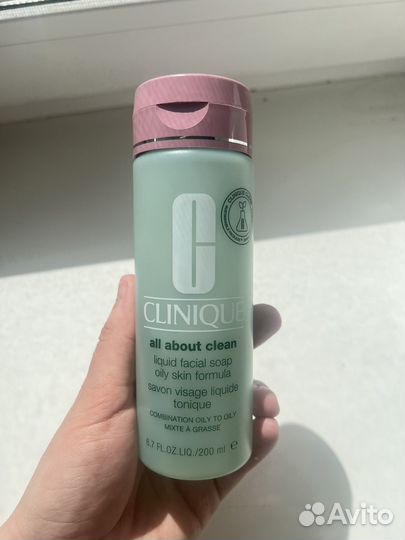 C
CLINIQUE
all about clean
liquid facial soap
oily skin formula
savon visage liquide
tonique
COMBINATION OILY TO OILY
MIXTE À GRASSE
6.7 FL.OZ.LIQ./200 ml e
Avito